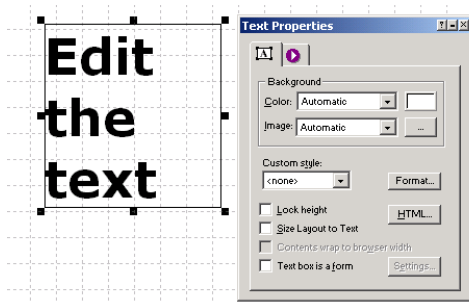 Edit
the
text
Text Properties
A
Background
Color: Automatic
Image: Automatic ...
Custom style:
<none> Format...
Lock height HTML...
Size Layout to Text
Contents wrap to browser width
Text box is a form Settings...